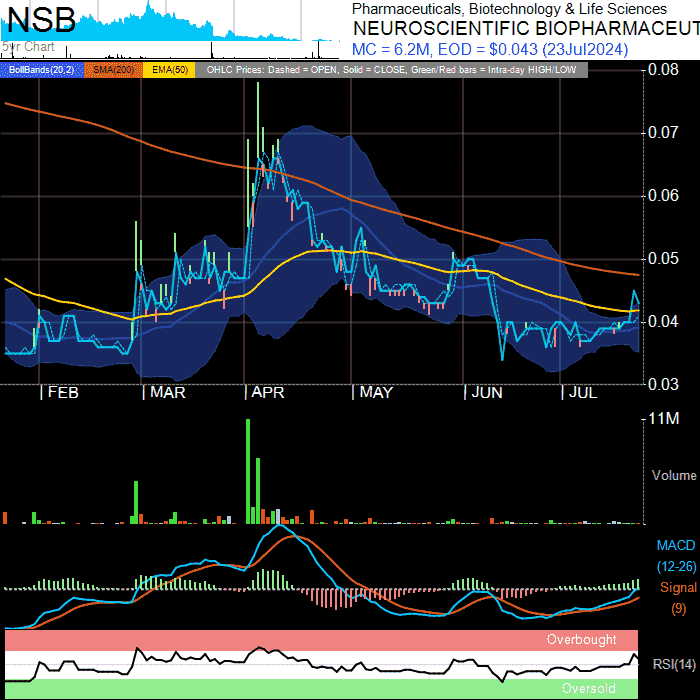 NSB
5yr Chart
Pharmaceuticals, Biotechnology & Life Sciences
NEUROSCIENTIFIC BIOPHARMACEUT
MC = 6.2M, EOD = $0.043 (23Jul2024)
BollBands(20,2) SMA(200) EMA(50) OHLC Prices: Dashed = OPEN, Solid = CLOSE, Green/Red bars = Intra-day HIGH/LOW
0.08
0.07
0.06
0.05
0.04
0.03
FEB MAR APR MAY JUN JUL
11M
Volume
MACD
(12-26)
Signal
(9)
Overbought
RSI(14)
Oversold